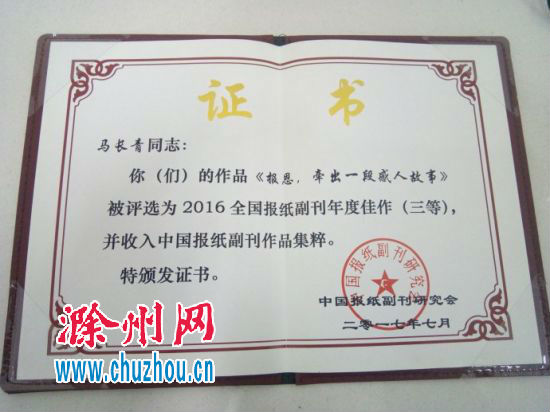 证 书
马长青同志：
你（们）的作品《报恩，牵出一段感人故事》
被评选为2016全国报纸副刊年度佳作（三等），
并收入中国报纸副刊作品集粹。
特颁发证书。
中国报纸副刊研究会
中国报纸副刊研究会
二〇一七年七月
滁州网
www.chuzhou.cn